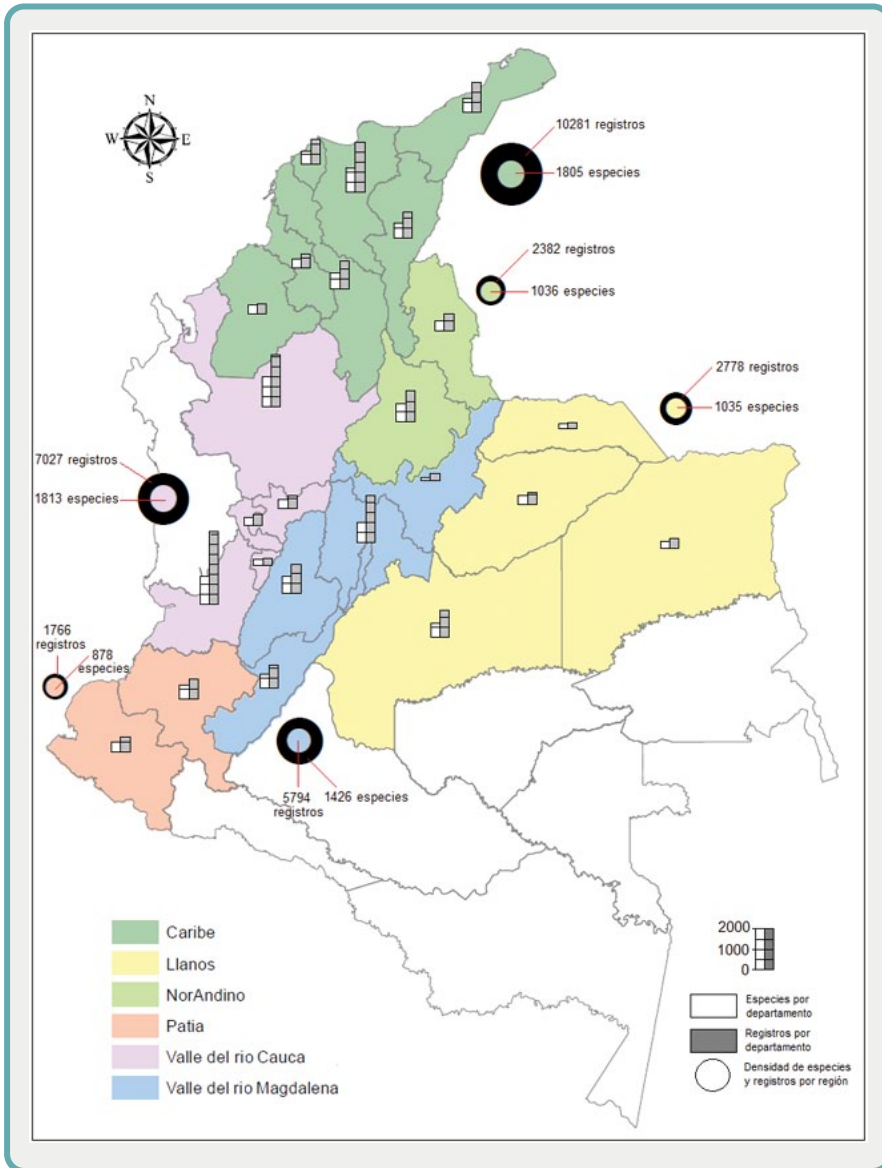 N
W E
S
10281 registros
1805 especies
2382 registros
1036 especies
2778 registros
1035 especies
7027 registros
1813 especies
1766
registros
878
especies
5794
registros
1426 especies
Caribe
Llanos
NorAndino
Patia
Valle del rio Cauca
Valle del rio Magdalena
2000
1000
0
Especies por
departamento
Registros por
departamento
Densidad de especies
y registros por región